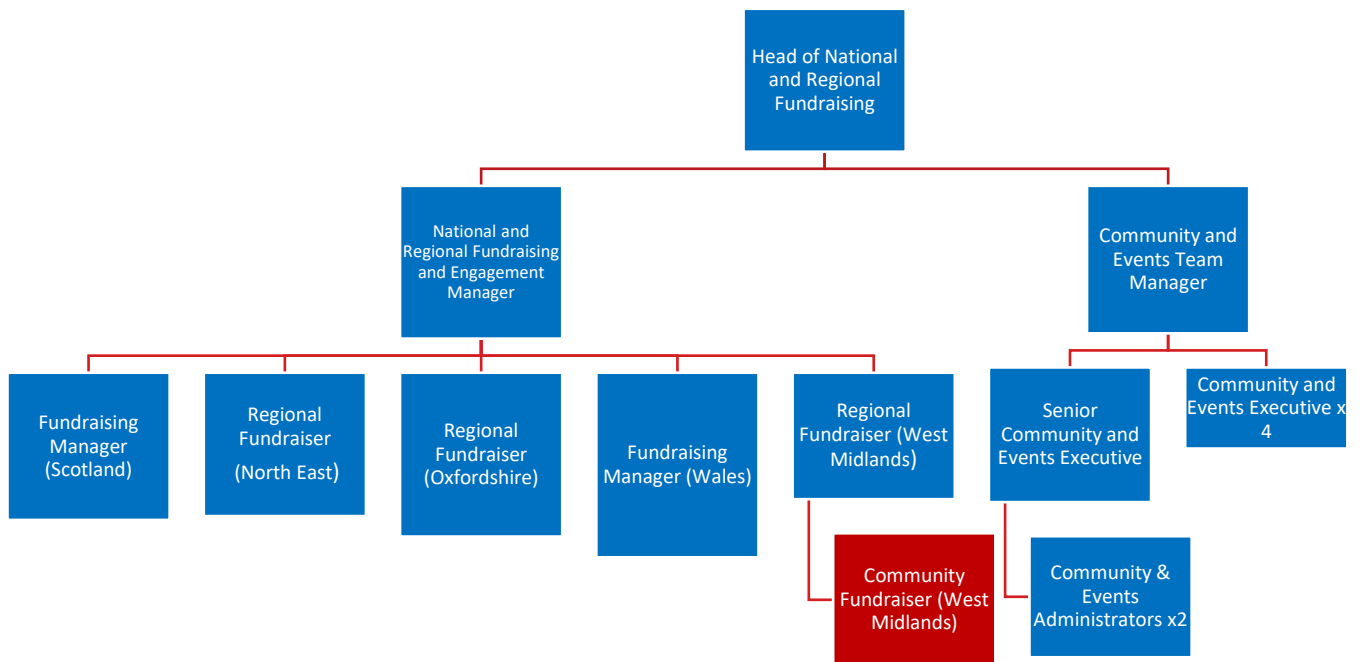 Head of National
and Regional
Fundraising
National and
Regional Fundraising
and Engagement
Manager
Community and
Events Team
Manager
Fundraising
Manager
(Scotland)
Regional
Fundraiser
(North East)
Regional
Fundraiser
(Oxfordshire)
Fundraising
Manager (Wales)
Regional
Fundraiser (West
Midlands)
Senior
Community and
Events Executive
Community and
Events Executive x
4
Community
Fundraiser (West
Midlands)
Community &
Events
Administrators x2